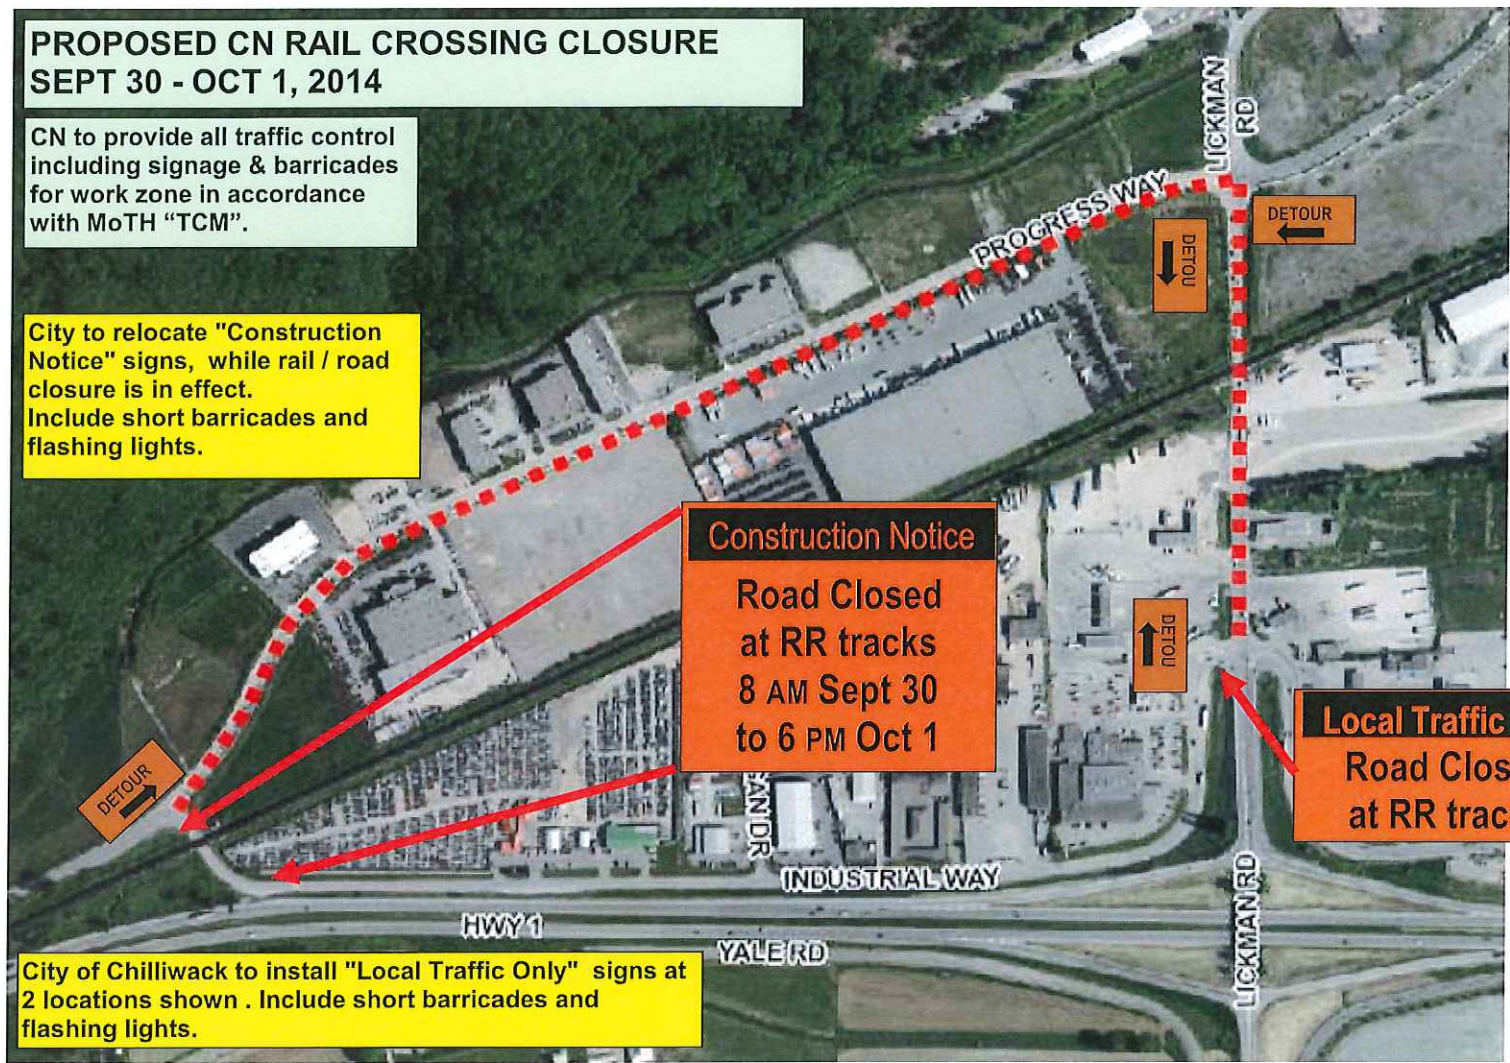 PROPOSED CN RAIL CROSSING CLOSURE
SEPT 30 - OCT 1, 2014
CN to provide all traffic control
including signage & barricades
for work zone in accordance
with MoTH “TCM”.
City to relocate "Construction
Notice" signs, while rail / road
closure is in effect.
Include short barricades and
flashing lights.
LICKMAN
RD
PROGRESS WAY
DETOUR
DETOU
Construction Notice
Road Closed
at RR tracks
8 AM Sept 30
to 6 PM Oct 1
DETOU
Local Traffic
Road Clos
at RR trac
DETOUR
AN DR
INDUSTRIAL WAY
LICKMAN RD
HWY 1
YALE RD
City of Chilliwack to install "Local Traffic Only" signs at
2 locations shown . Include short barricades and
flashing lights.